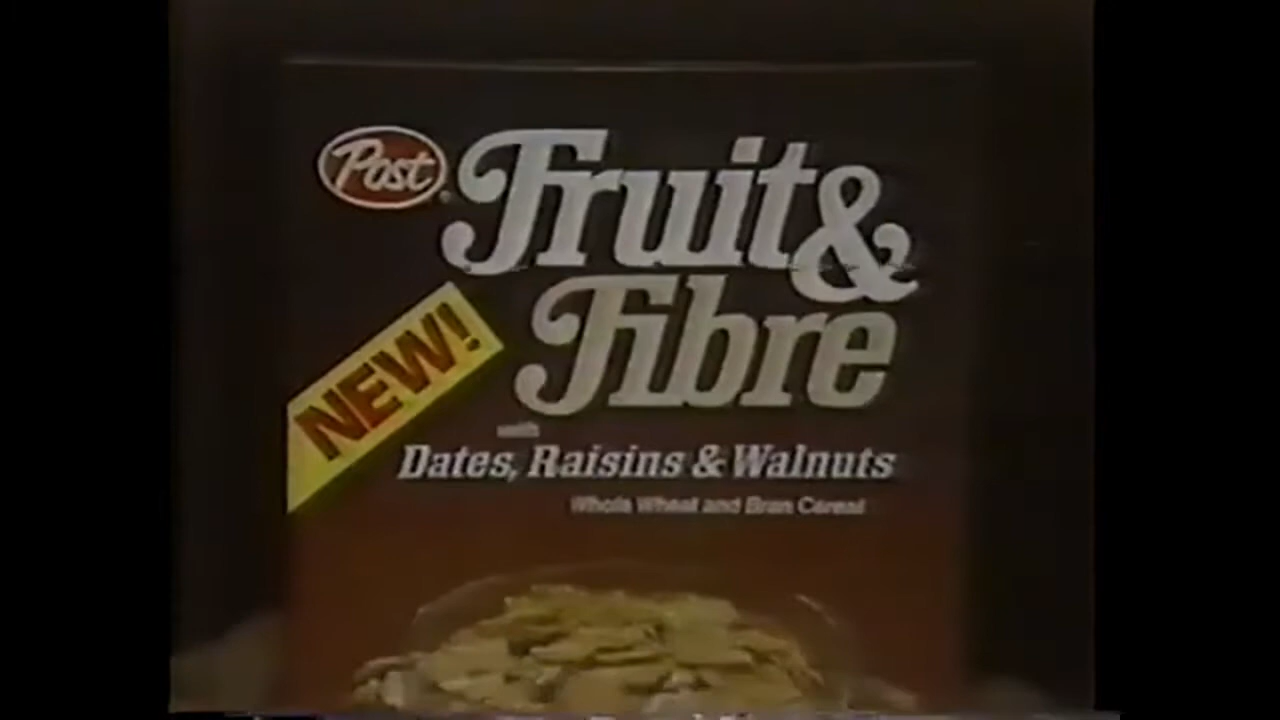 Post
Fruit &
Fibre
NEW!
with
Dates, Raisins & Walnuts
Whole Wheat and Bran Cereal